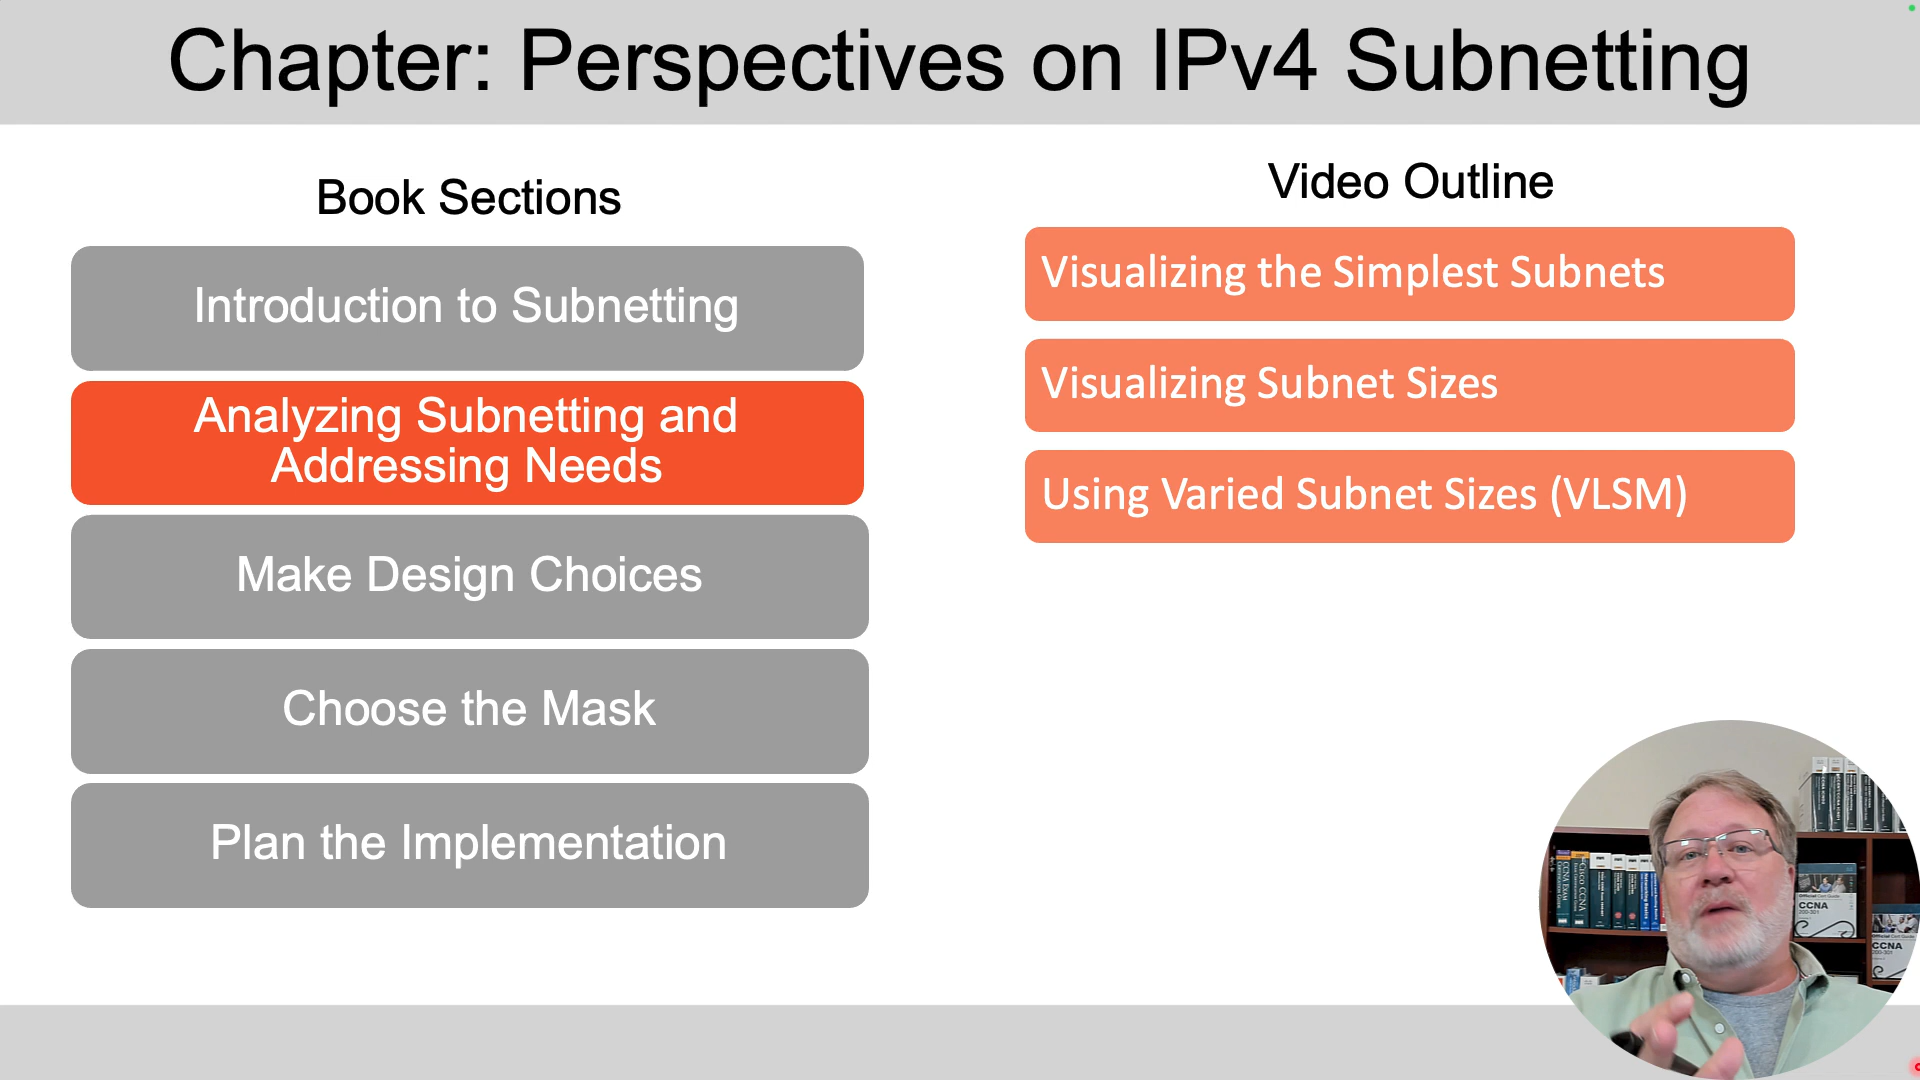 Chapter: Perspectives on IPv4 Subnetting
Book Sections
Introduction to Subnetting
Analyzing Subnetting and
Addressing Needs
Make Design Choices
Choose the Mask
Plan the Implementation
Video Outline
Visualizing the Simplest Subnets
Visualizing Subnet Sizes
Using Varied Subnet Sizes (VLSM)
CCNA
CCNA